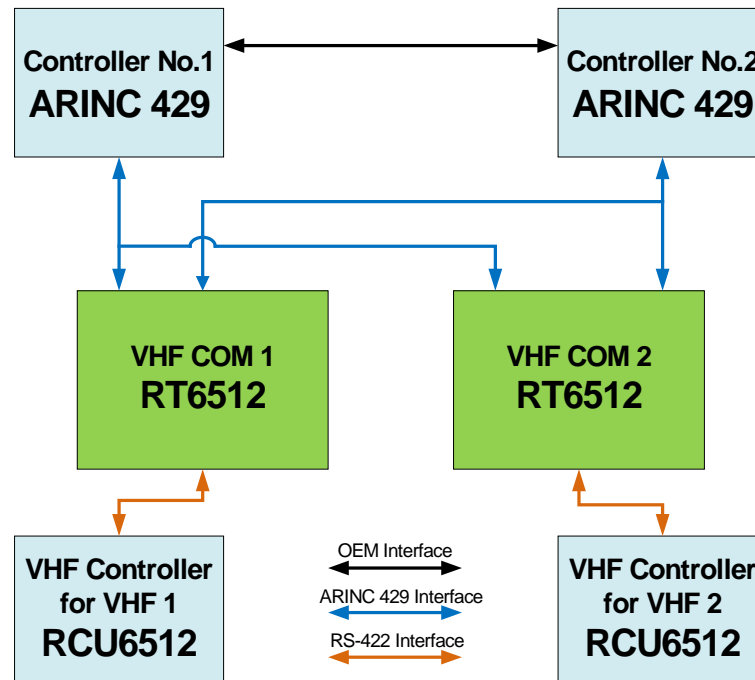 Controller No.1
ARINC 429
Controller No.2
ARINC 429
VHF COM 1
RT6512
VHF COM 2
RT6512
VHF Controller
for VHF 1
RCU6512
OEM Interface
ARINC 429 Interface
RS-422 Interface
VHF Controller
for VHF 2
RCU6512